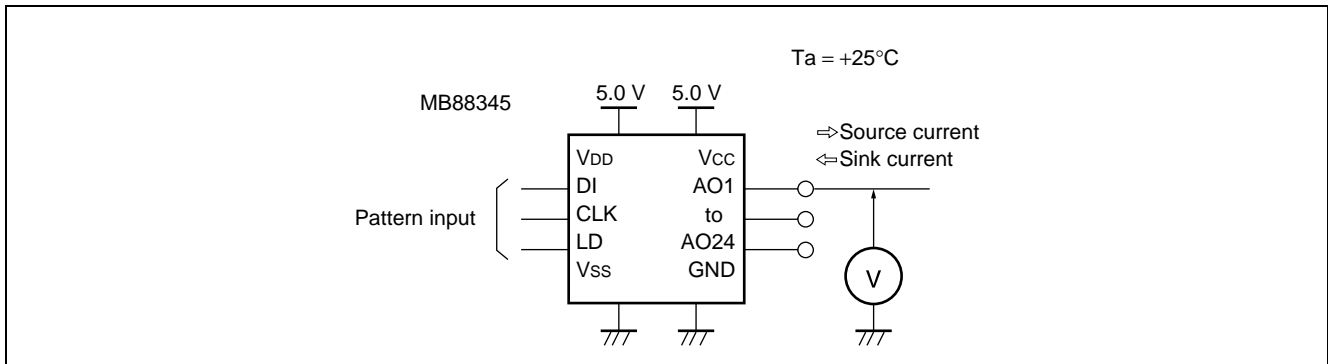 Ta = +25°C
MB88345
5.0 V 5.0 V
⇨Source current
⇦Sink current
VDD VCC
DI AO1
Pattern input CLK to
LD AO24
VSS GND
V